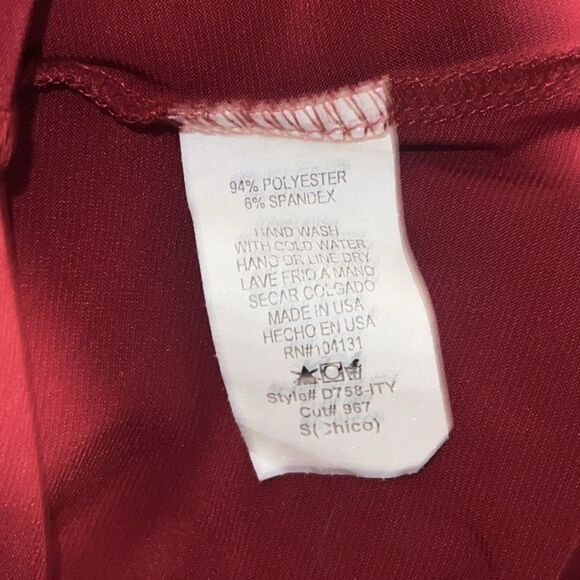 94% POLYESTER
6% SPANDEX
HAND WASH
WITH COLD WATER
HANG OR LINE DRY
LAVE FRIO A MANO
SECAR COLGADO
MADE IN USA
HECHO EN USA
RN#104131
Style# D758-ITY
Cut# 967
S(Chico)